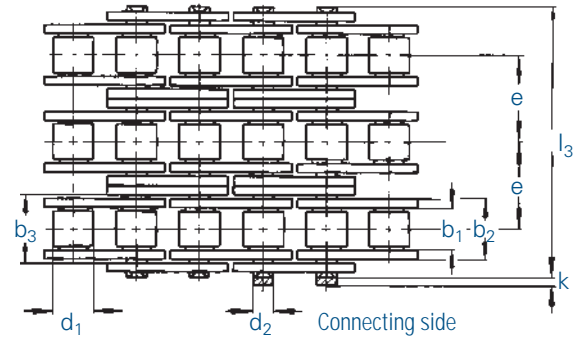 e
l₃
e
b₃
b₁-b₂
k
d₁
d₂
Connecting side